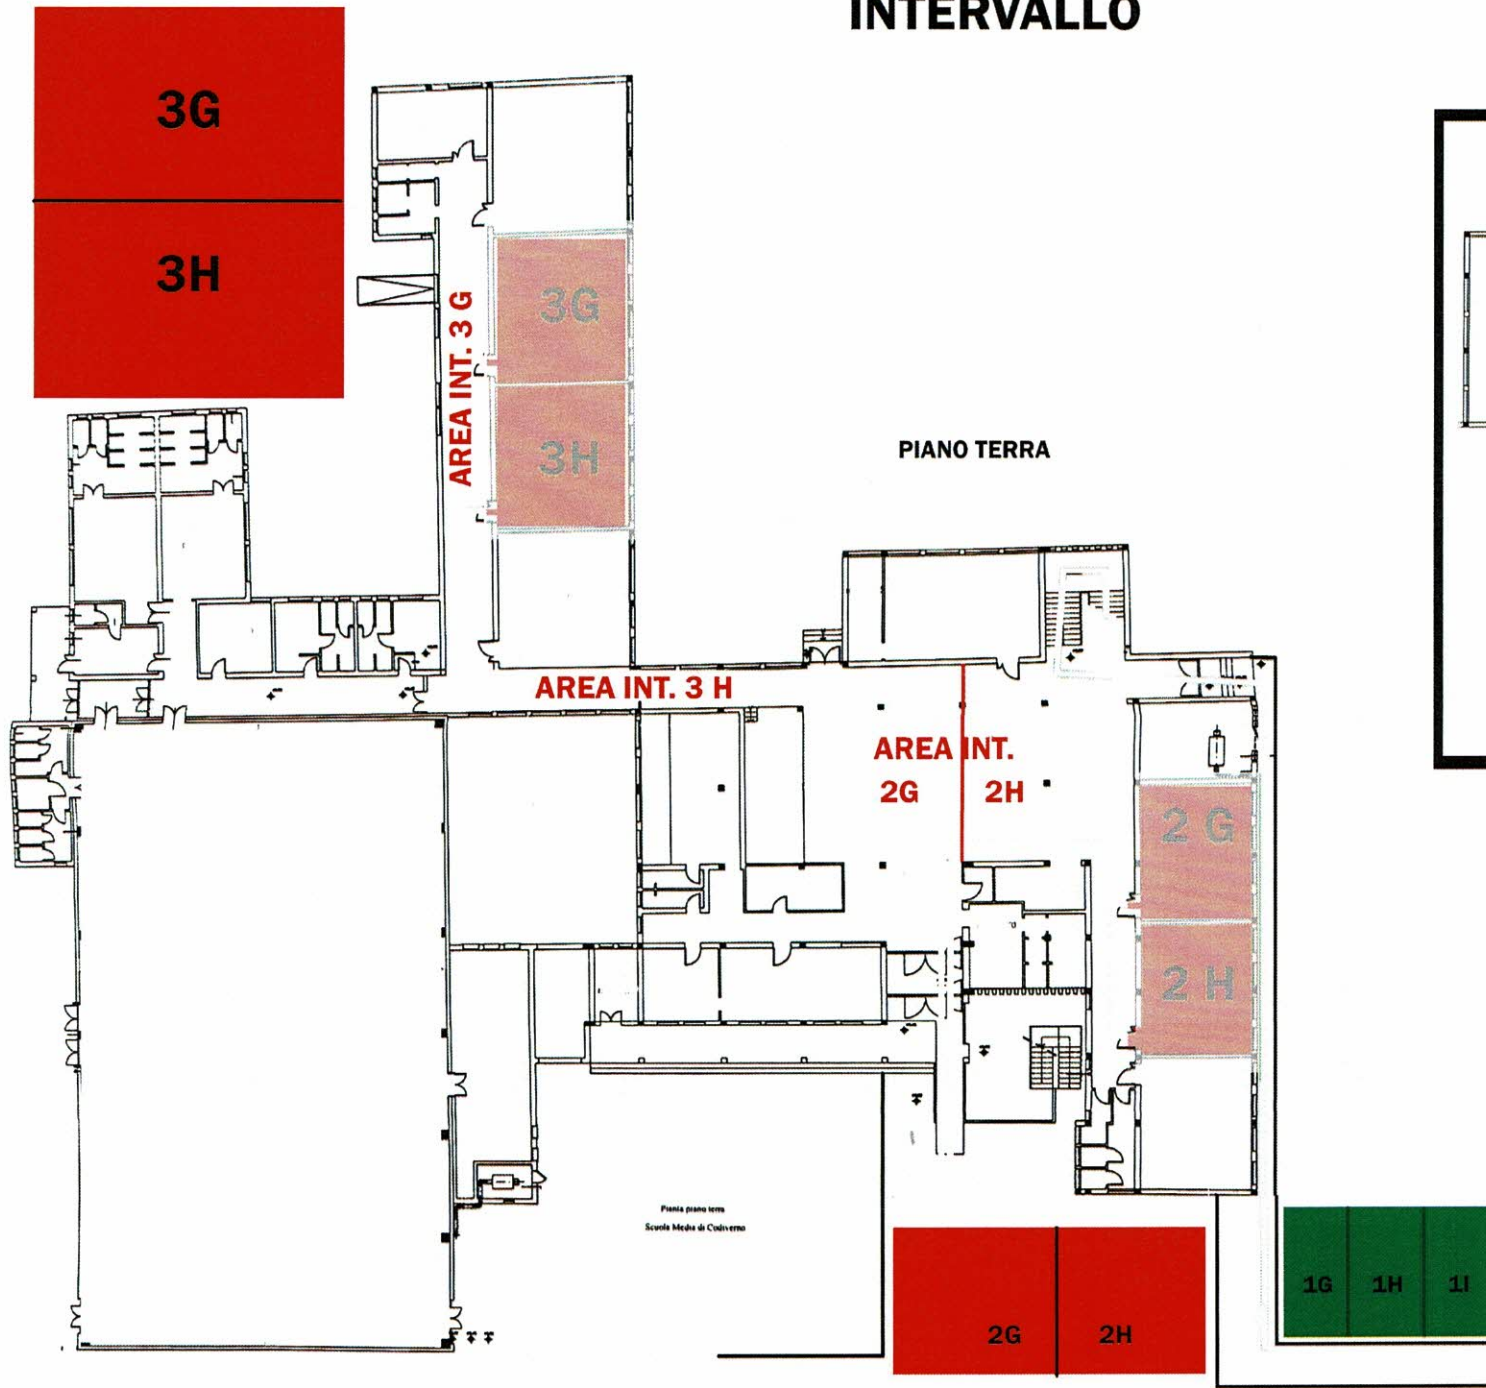 INTERVALLO
3G
3H
3G
3H
AREA INT. 3 G
PIANO TERRA
AREA INT. 3 H
AREA INT.
2G 2H
2 G
2 H
Pianta piano terra
Scuola Media di Codiverno
2G 2H
1G 1H 1I